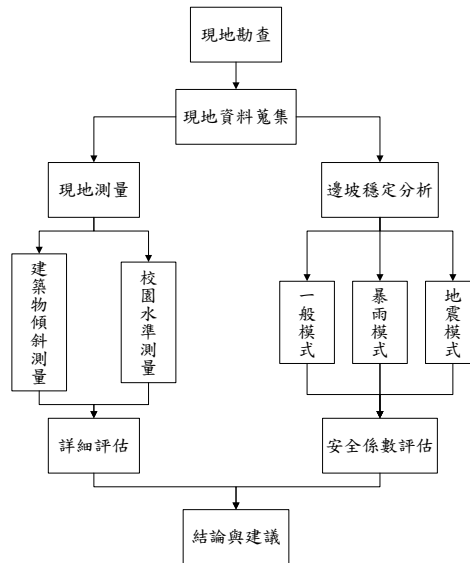 現地勘查
現地資料蒐集
現地測量
邊坡穩定分析
建築物傾斜測量
校園水準測量
一般模式
暴雨模式
地震模式
詳細評估
安全係數評估
結論與建議